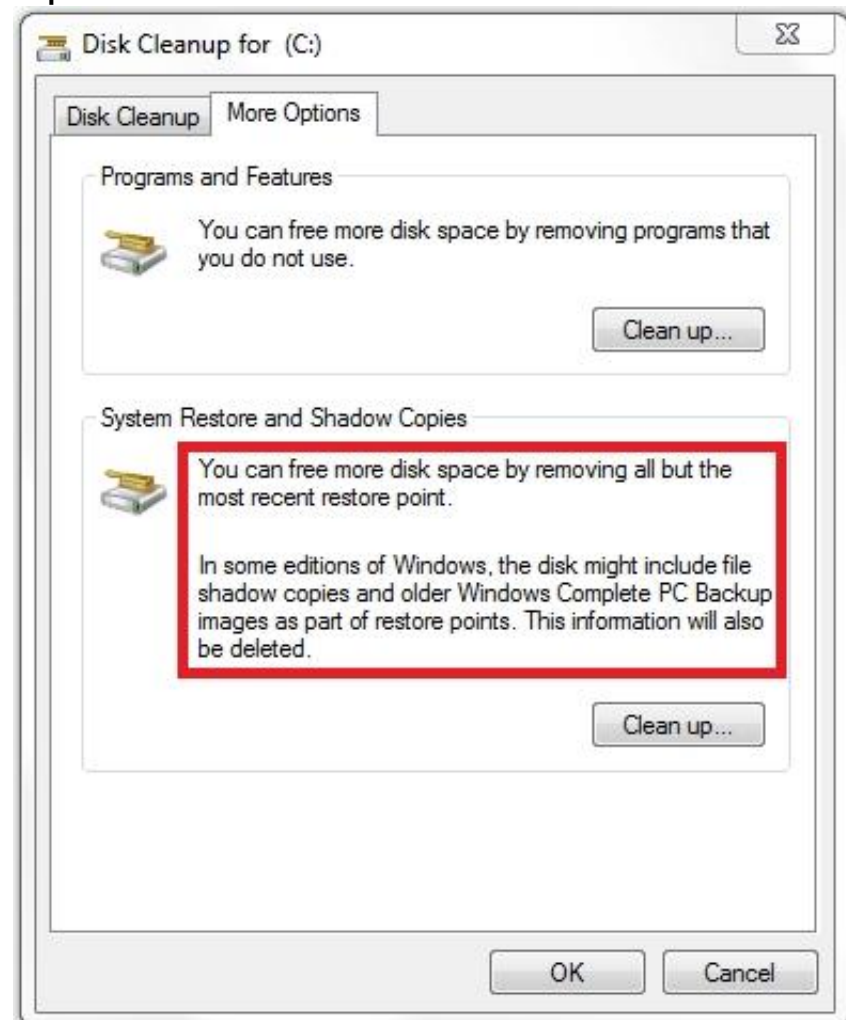 Disk Cleanup for  (C:)
Disk Cleanup
More Options
Programs and Features
You can free more disk space by removing programs that
you do not use.
Clean up...
System Restore and Shadow Copies
You can free more disk space by removing all but the
most recent restore point.
In some editions of Windows, the disk might include file
shadow copies and older Windows Complete PC Backup
images as part of restore points. This information will also
be deleted.
Clean up...
OK
Cancel